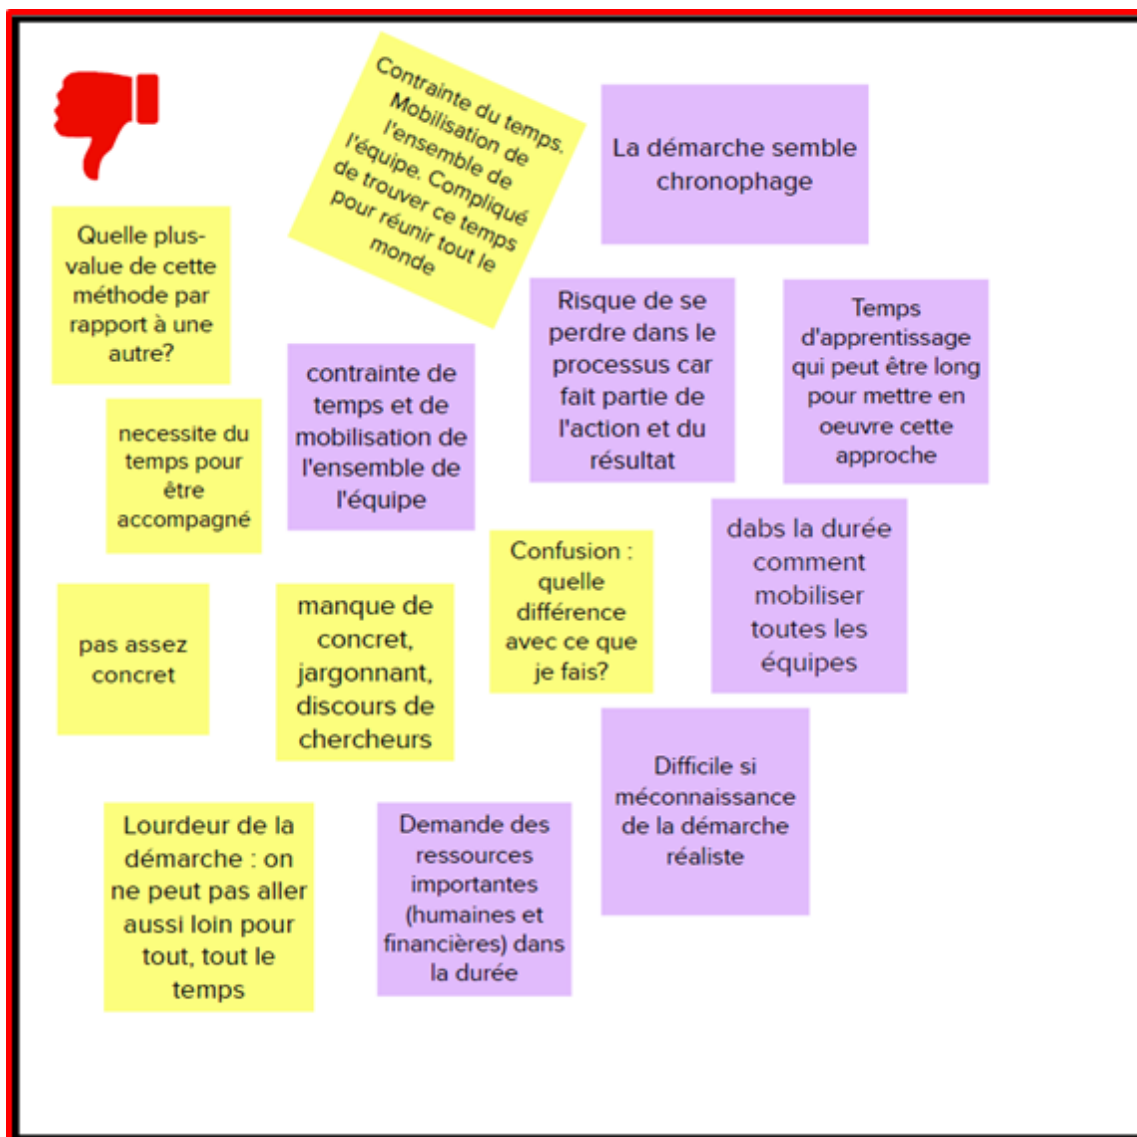 Contrainte du temps.
Mobilisation de
l'ensemble de
l'équipe. Compliqué
de trouver ce temps
pour réunir tout le
monde
La démarche semble
chronophage
Quelle plus-
value de cette
méthode par
rapport à une
autre?
Risque de se
perdre dans le
processus car
fait partie de
l'action et du
résultat
Temps
d'apprentissage
qui peut être long
pour mettre en
oeuvre cette
approche
contrainte de
temps et de
mobilisation de
l'ensemble de
l'équipe
necessite du
temps pour
être
accompagné
Confusion :
quelle
différence
avec ce que
je fais?
dabs la durée
comment
mobiliser
toutes les
équipes
pas assez
concret
manque de
concret,
jargonnant,
discours de
chercheurs
Difficile si
méconnaissance
de la démarche
réaliste
Lourdeur de la
démarche : on
ne peut pas aller
aussi loin pour
tout, tout le
temps
Demande des
ressources
importantes
(humaines et
financières) dans
la durée